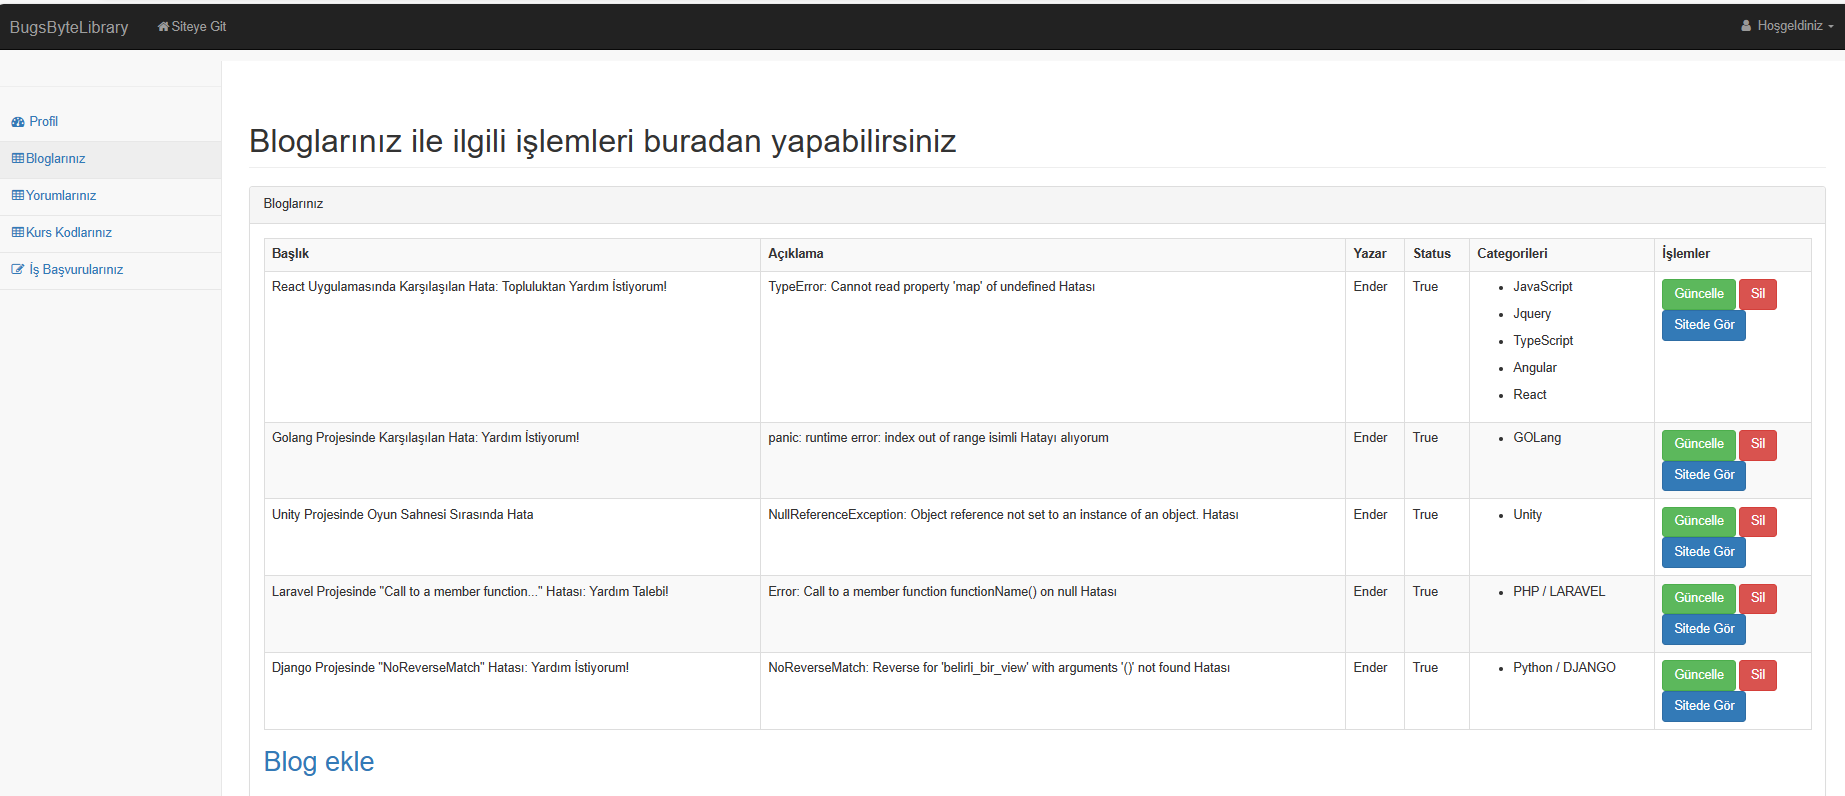 BugsByteLibrary Siteye Git Hoşgeldiniz
Profil
Bloglarınız
Yorumlarınız
Kurs Kodlarınız
İş Başvurularınız
Bloglarınız ile ilgili işlemleri buradan yapabilirsiniz
Bloglarınız
Başlık Açıklama Yazar Status Categorileri İşlemler
React Uygulamasında Karşılaşılan Hata: Topluluktan Yardım İstiyorum! TypeError: Cannot read property 'map' of undefined Hatası Ender True JavaScript Güncelle Sil
Jquery Sitede Gör
TypeScript
Angular
React
Golang Projesinde Karşılaşılan Hata: Yardım İstiyorum! panic: runtime error: index out of range isimli Hatayı alıyorum Ender True GOLang Güncelle Sil
Sitede Gör
Unity Projesinde Oyun Sahnesi Sırasında Hata NullReferenceException: Object reference not set to an instance of an object. Hatası Ender True Unity Güncelle Sil
Sitede Gör
Laravel Projesinde "Call to a member function..." Hatası: Yardım Talebi! Error: Call to a member function functionName() on null Hatası Ender True PHP / LARAVEL Güncelle Sil
Sitede Gör
Django Projesinde "NoReverseMatch" Hatası: Yardım İstiyorum! NoReverseMatch: Reverse for 'belirli_bir_view' with arguments '()' not found Hatası Ender True Python / DJANGO Güncelle Sil
Sitede Gör
Blog ekle